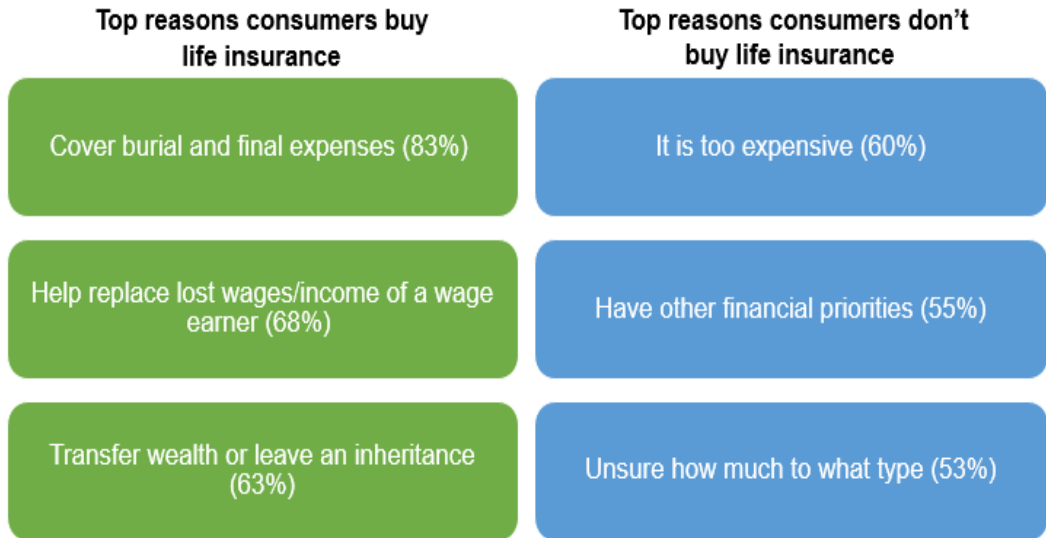 Top reasons consumers buy
life insurance
Cover burial and final expenses (83%)
Help replace lost wages/income of a wage
earner (68%)
Transfer wealth or leave an inheritance
(63%)
Top reasons consumers don't
buy life insurance
It is too expensive (60%)
Have other financial priorities (55%)
Unsure how much to what type (53%)